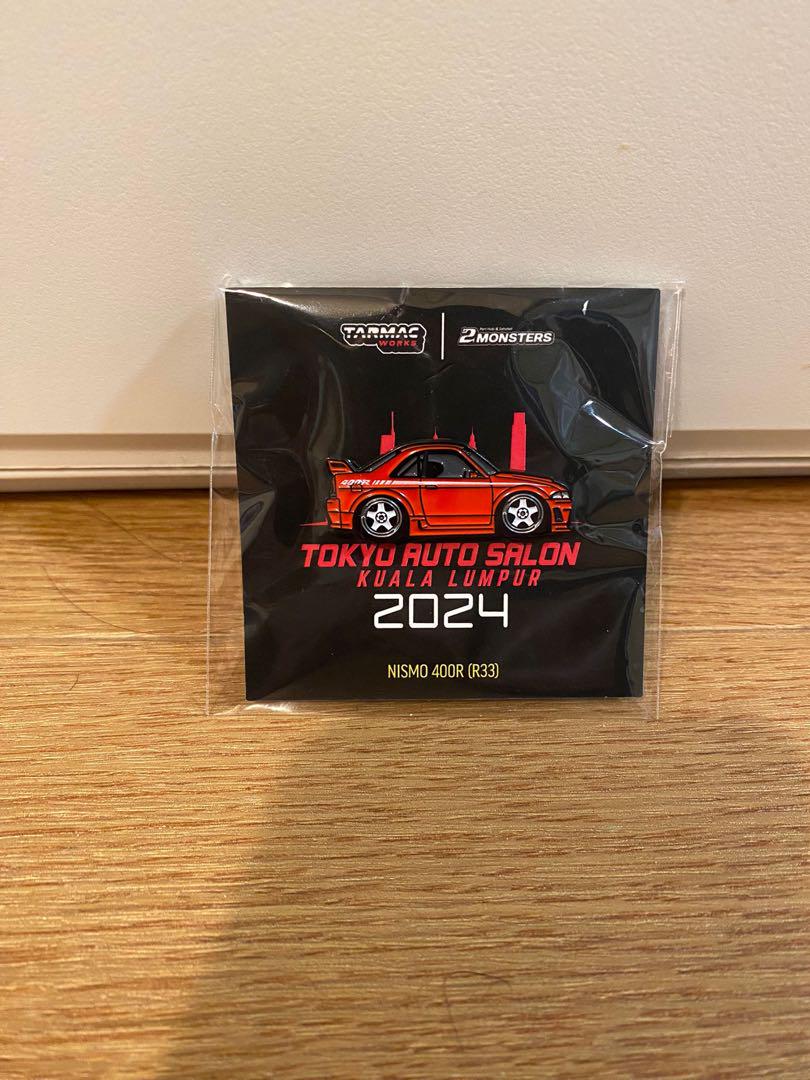 TARMAC
WORKS
2MONSTERS
400R
TOKYO AUTO SALON
KUALA LUMPUR
2024
NISMO 400R (R33)